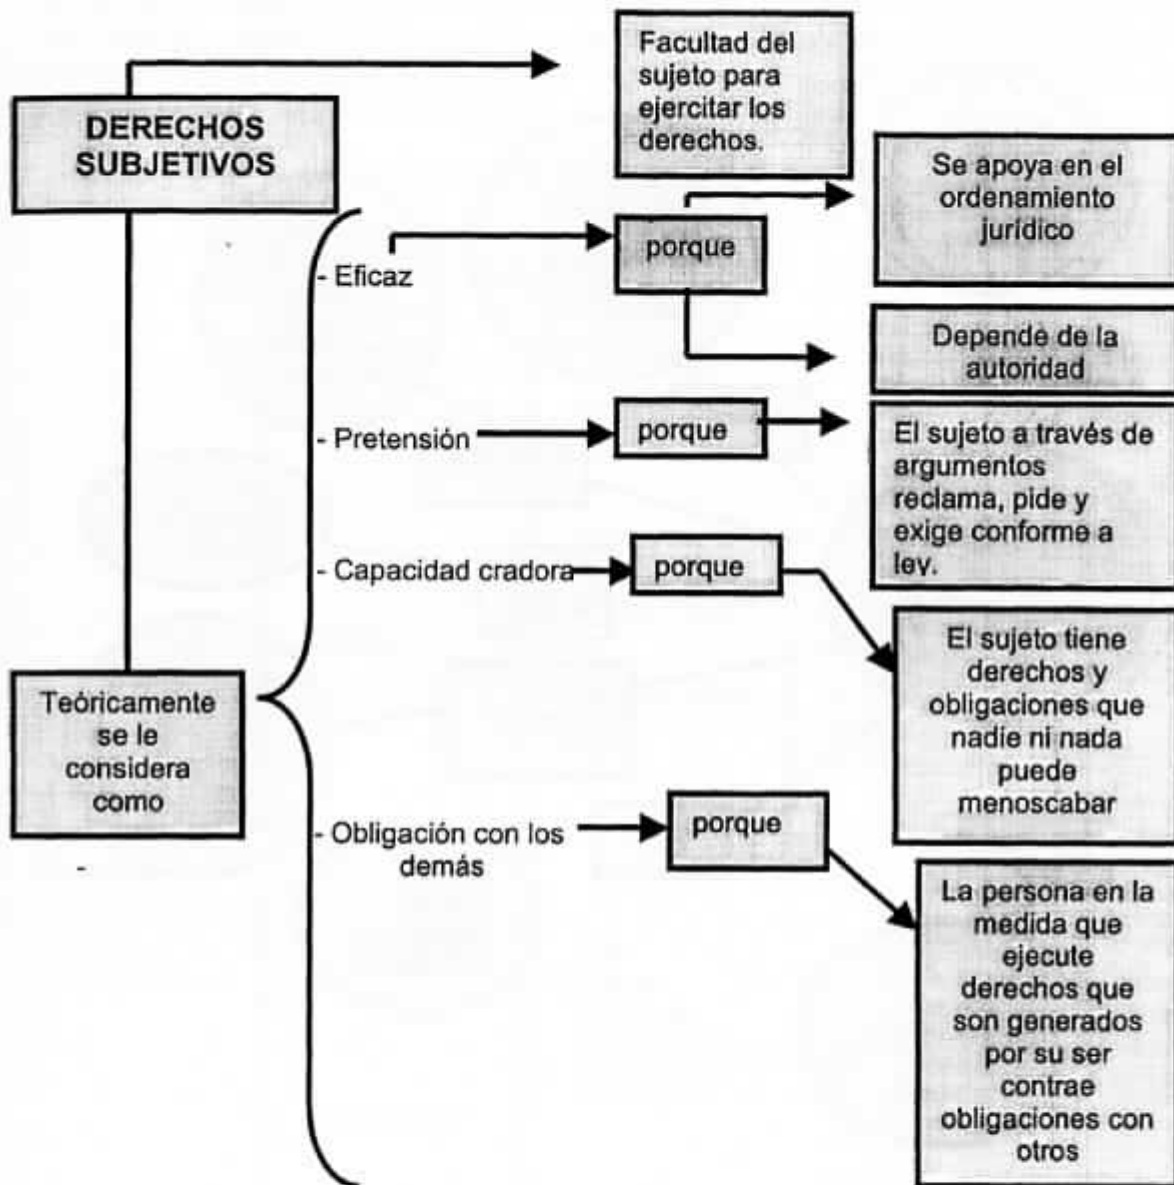 Facultad del
sujeto para
ejercitar los
derechos.
DERECHOS
SUBJETIVOS
- Eficaz
porque
Se apoya en el
ordenamiento
jurídico
Depende de la
autoridad
- Pretensión
porque
El sujeto a través de
argumentos
reclama, pide y
exige conforme a
ley.
- Capacidad cradora
porque
El sujeto tiene
derechos y
obligaciones que
nadie ni nada
puede
menoscabar
Teóricamente
se le
considera
como
- Obligación con los
demás
porque
La persona en la
medida que
ejecute
derechos que
son generados
por su ser
contrae
obligaciones con
otros